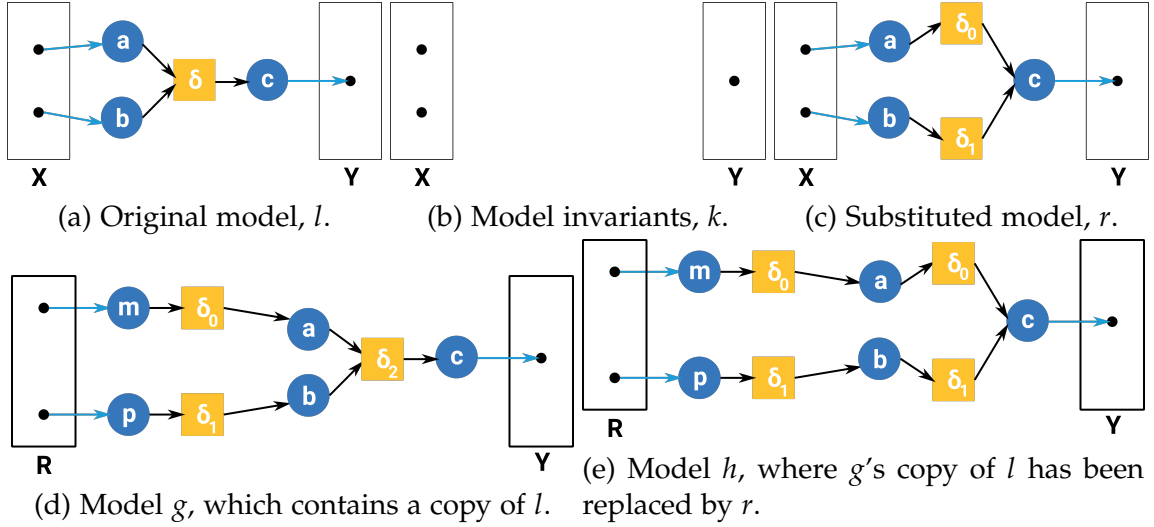 a
b
δ
c
X
Y
X
Y
a
b
δ0
δ1
c
X
Y
(a) Original model, l.
(b) Model invariants, k.
(c) Substituted model, r.
m
δ0
a
p
δ1
b
δ2
c
R
Y
m
δ0
a
δ0
p
δ1
b
δ1
c
R
Y
(d) Model g, which contains a copy of l.
(e) Model h, where g's copy of l has been
replaced by r.